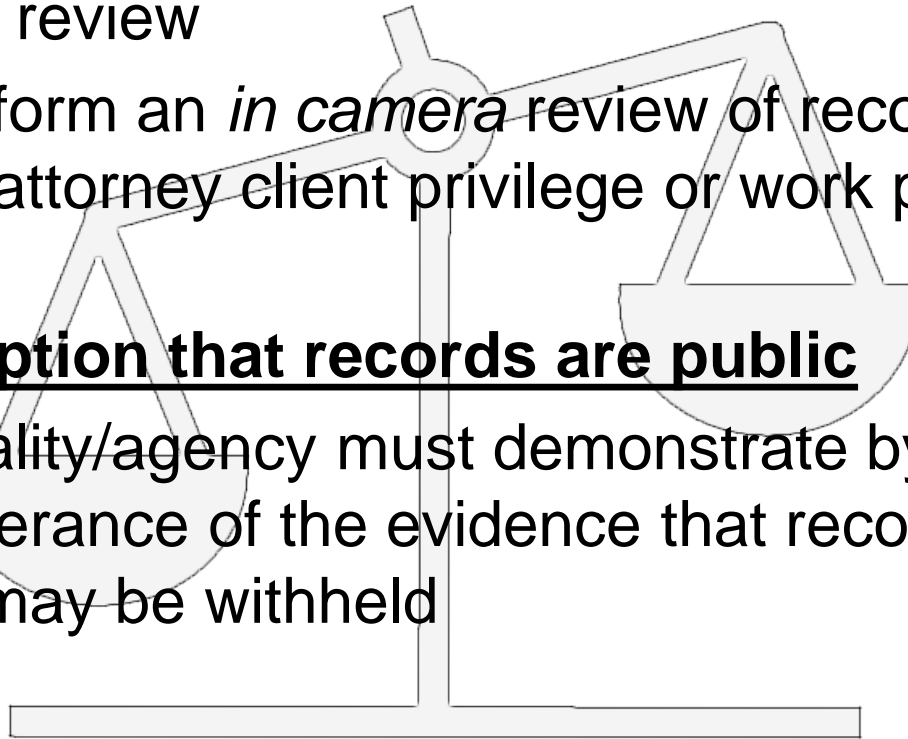 review
form an in camera review of reco
attorney client privilege or work p
ption that records are public
ality/agency must demonstrate by
erance of the evidence that reco
may be withheld